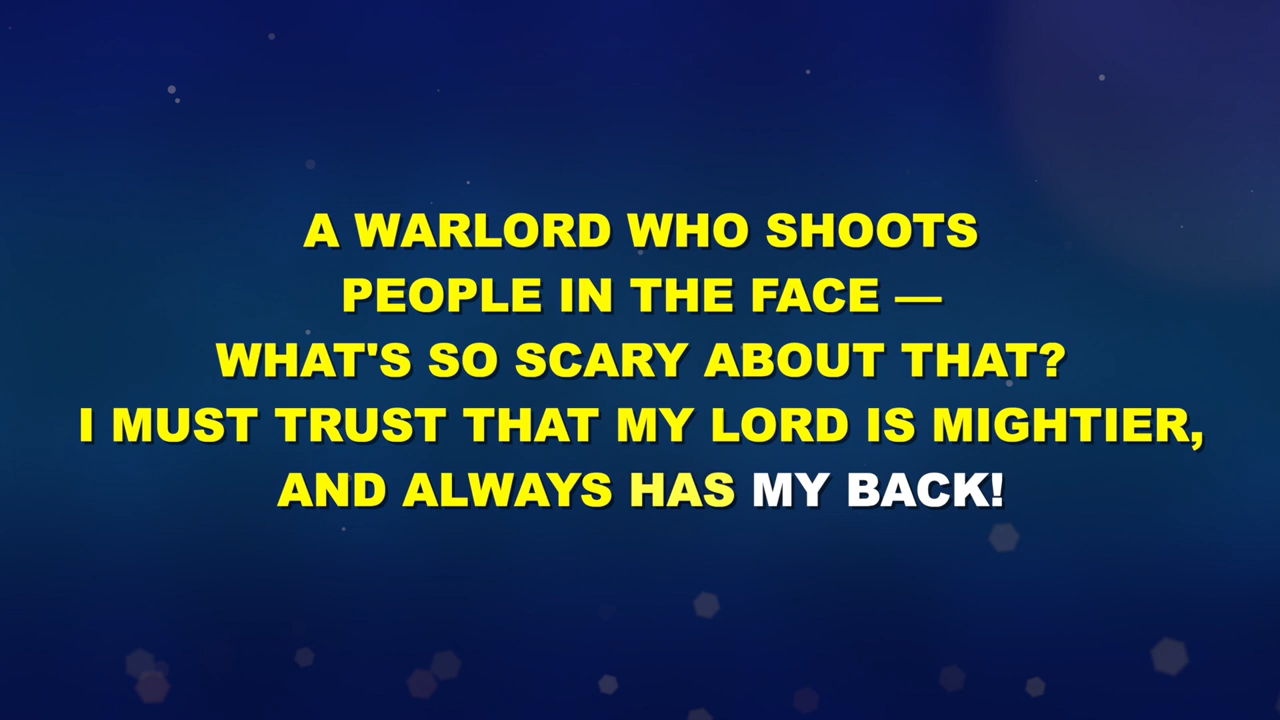 A WARLORD WHO SHOOTS
PEOPLE IN THE FACE —
WHAT'S SO SCARY ABOUT THAT?
I MUST TRUST THAT MY LORD IS MIGHTIER,
AND ALWAYS HAS MY BACK!